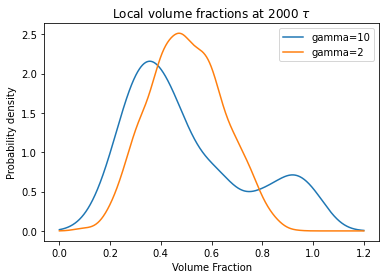 Local volume fractions at 2000 τ
gamma=10
gamma=2
Probability density
2.5
2.0
1.5
1.0
0.5
0.0
0.0 0.2 0.4 0.6 0.8 1.0 1.2
Volume Fraction